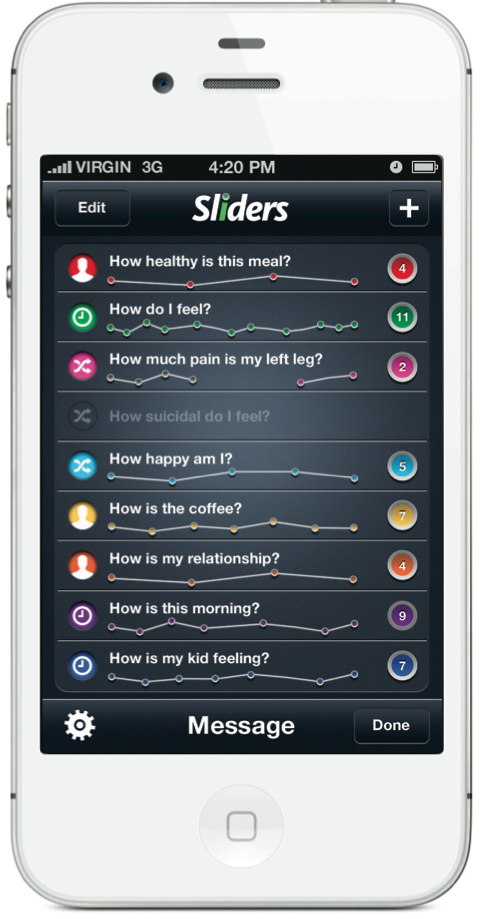 VIRGIN 3G 4:20 PM
Edit Sliders +
How healthy is this meal? 4
How do I feel? 11
How much pain is my left leg? 2
How suicidal do I feel?
How happy am I? 5
How is the coffee? 7
How is my relationship? 4
How is this morning? 9
How is my kid feeling? 7
Message Done